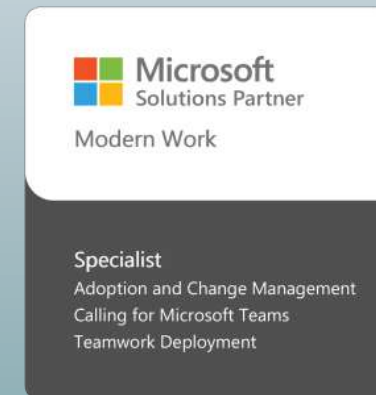 Microsoft
Solutions Partner
Modern Work
Specialist
Adoption and Change Management
Calling for Microsoft Teams
Teamwork Deployment